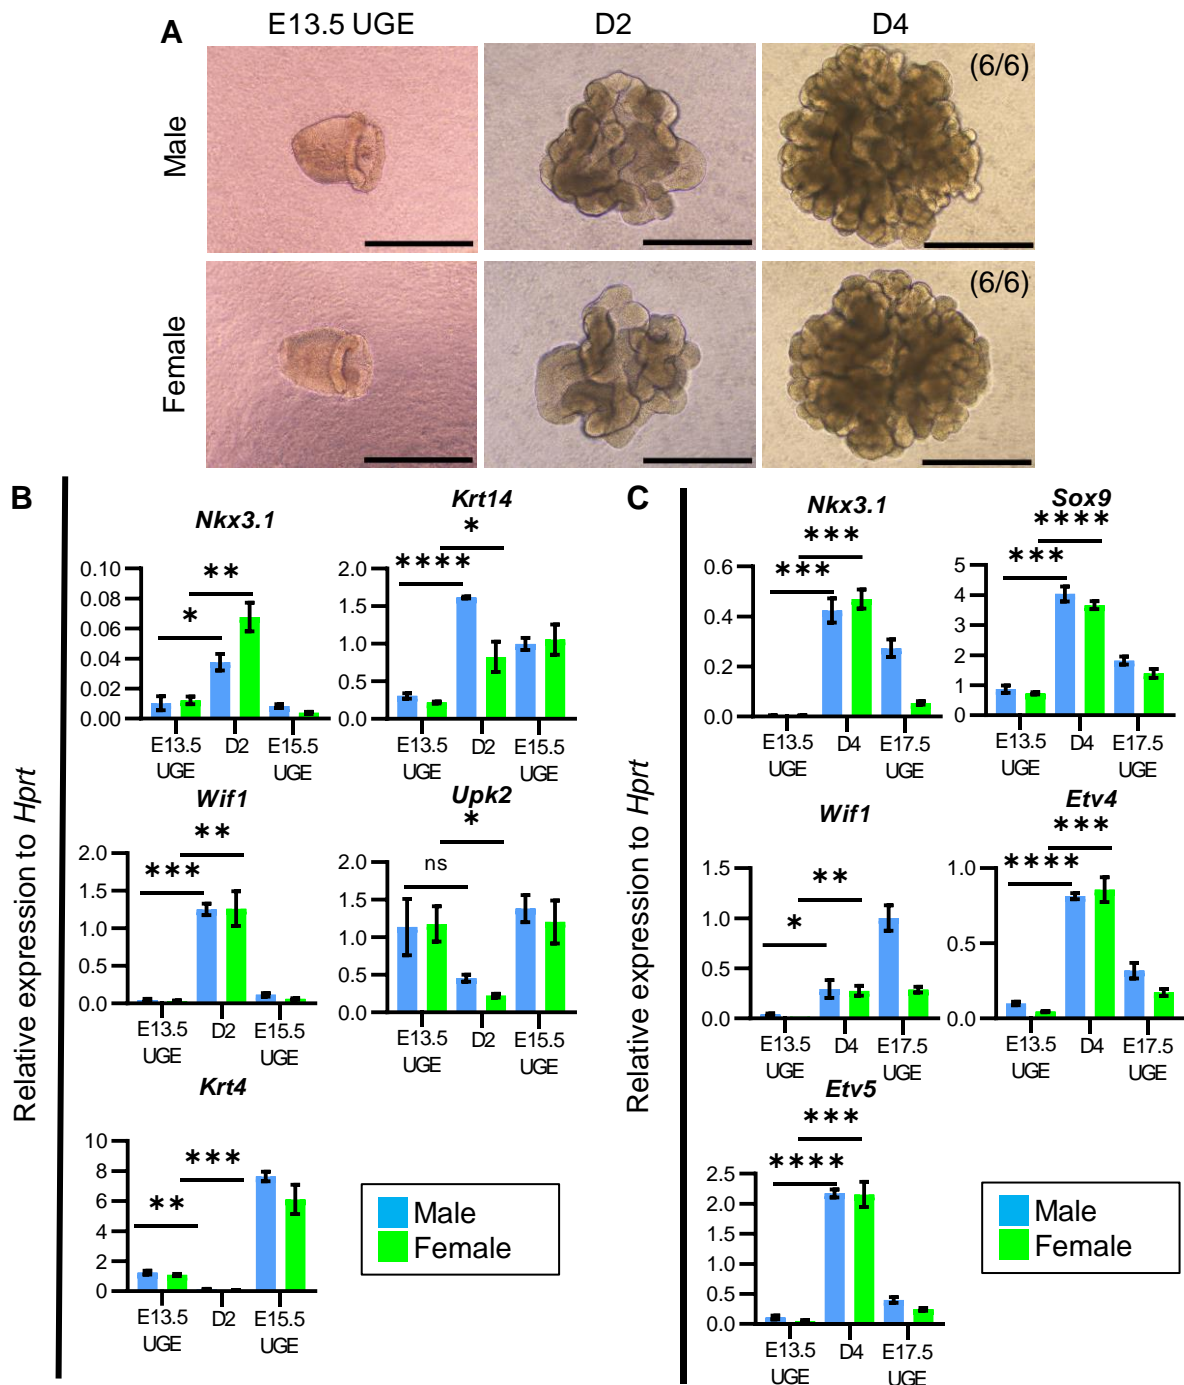 A
E13.5 UGE
D2
D4
Male
(6/6)
Female
(6/6)
B
Relative expression to Hprt
Nkx3.1
**
*
0.10
0.08
0.06
0.04
0.02
0.00
E13.5
UGE
D2
E15.5
UGE
Krt14
*
****
2.0
1.5
1.0
0.5
0.0
E13.5
UGE
D2
E15.5
UGE
Wif1
**
***
2.0
1.5
1.0
0.5
0.0
E13.5
UGE
D2
E15.5
UGE
Upk2
*
ns
2.0
1.5
1.0
0.5
0.0
E13.5
UGE
D2
E15.5
UGE
Krt4
***
**
10
8
6
4
2
0
E13.5
UGE
D2
E15.5
UGE
Male
Female
C
Relative expression to Hprt
Nkx3.1
***
***
0.6
0.4
0.2
0.0
E13.5
UGE
D4
E17.5
UGE
Sox9
****
***
5
4
3
2
1
0
E13.5
UGE
D4
E17.5
UGE
Wif1
**
*
1.5
1.0
0.5
0.0
E13.5
UGE
D4
E17.5
UGE
Etv4
***
****
1.0
0.5
0.0
E13.5
UGE
D4
E17.5
UGE
Etv5
***
****
2.5
2.0
1.5
1.0
0.5
0.0
E13.5
UGE
D4
E17.5
UGE
Male
Female